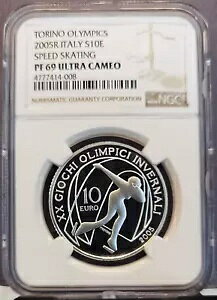 TORINO OLYMPICS
2005R ITALY S10E
SPEED SKATING
PF 69 ULTRA CAMEO
4777414-008
NUMISMATIC GUARANTY CORPORATION
NGC
XX GIOCHI OLIMPICI INVERNALI
10
EURO
2005